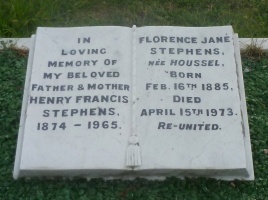 IN
LOVING
MEMORY OF
MY BELOVED
FATHER & MOTHER
HENRY FRANCIS
STEPHENS.
1874 - 1965.
FLORENCE JANE
STEPHENS.
NÉE HOUSSEL.
BORN
FEB. 16TH 1885.
DIED
APRIL 15TH 1973.
RE-UNITED.